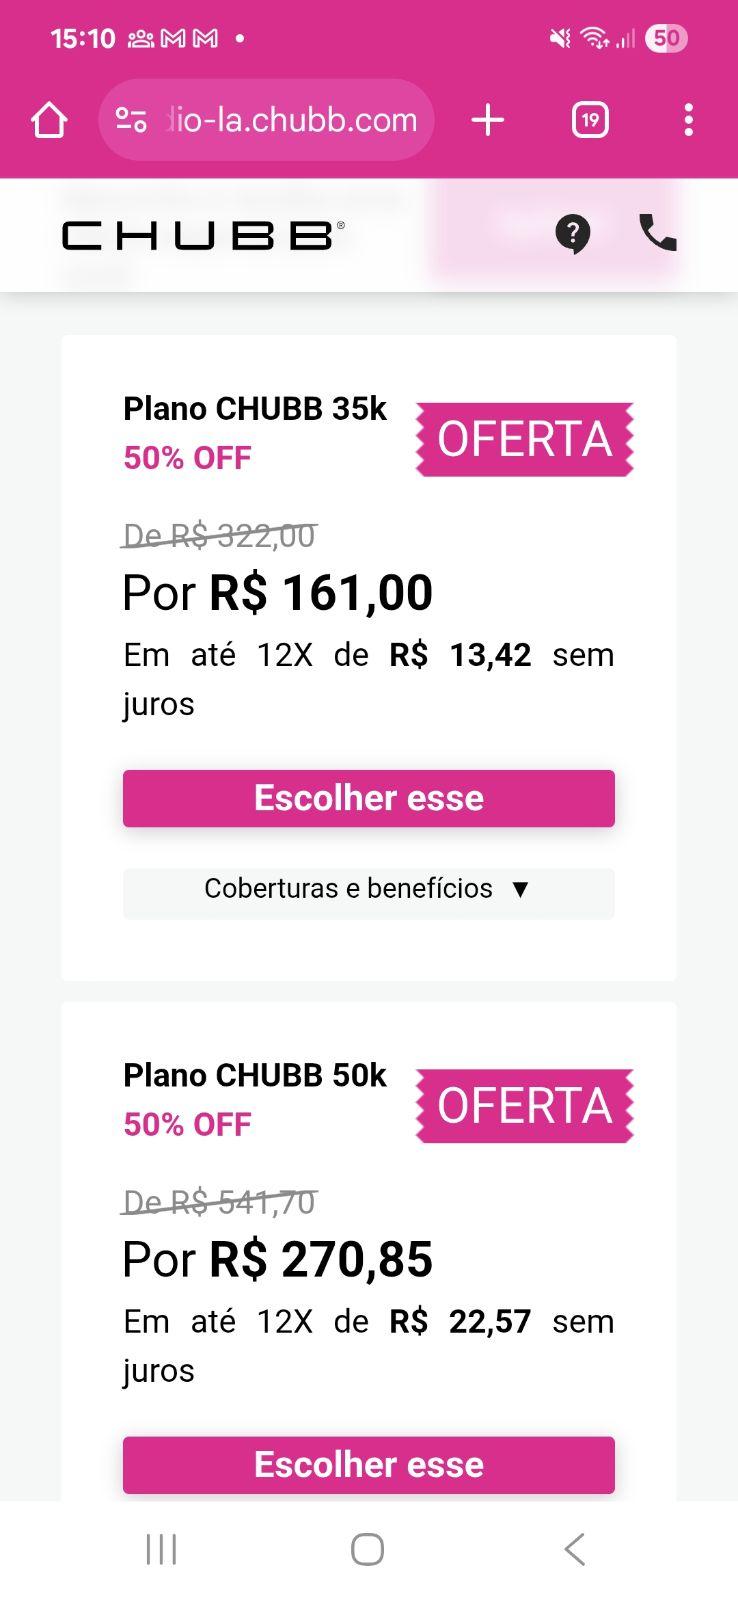 15:10
50
dio-la.chubb.com
19
CHUBB®
?
Plano CHUBB 35k
OFERTA
50% OFF
De R$ 322,00
Por R$ 161,00
Em até 12X de R$ 13,42 sem
juros
Escolher esse
Coberturas e benefícios ▼
Plano CHUBB 50k
OFERTA
50% OFF
De R$ 541,70
Por R$ 270,85
Em até 12X de R$ 22,57 sem
juros
Escolher esse